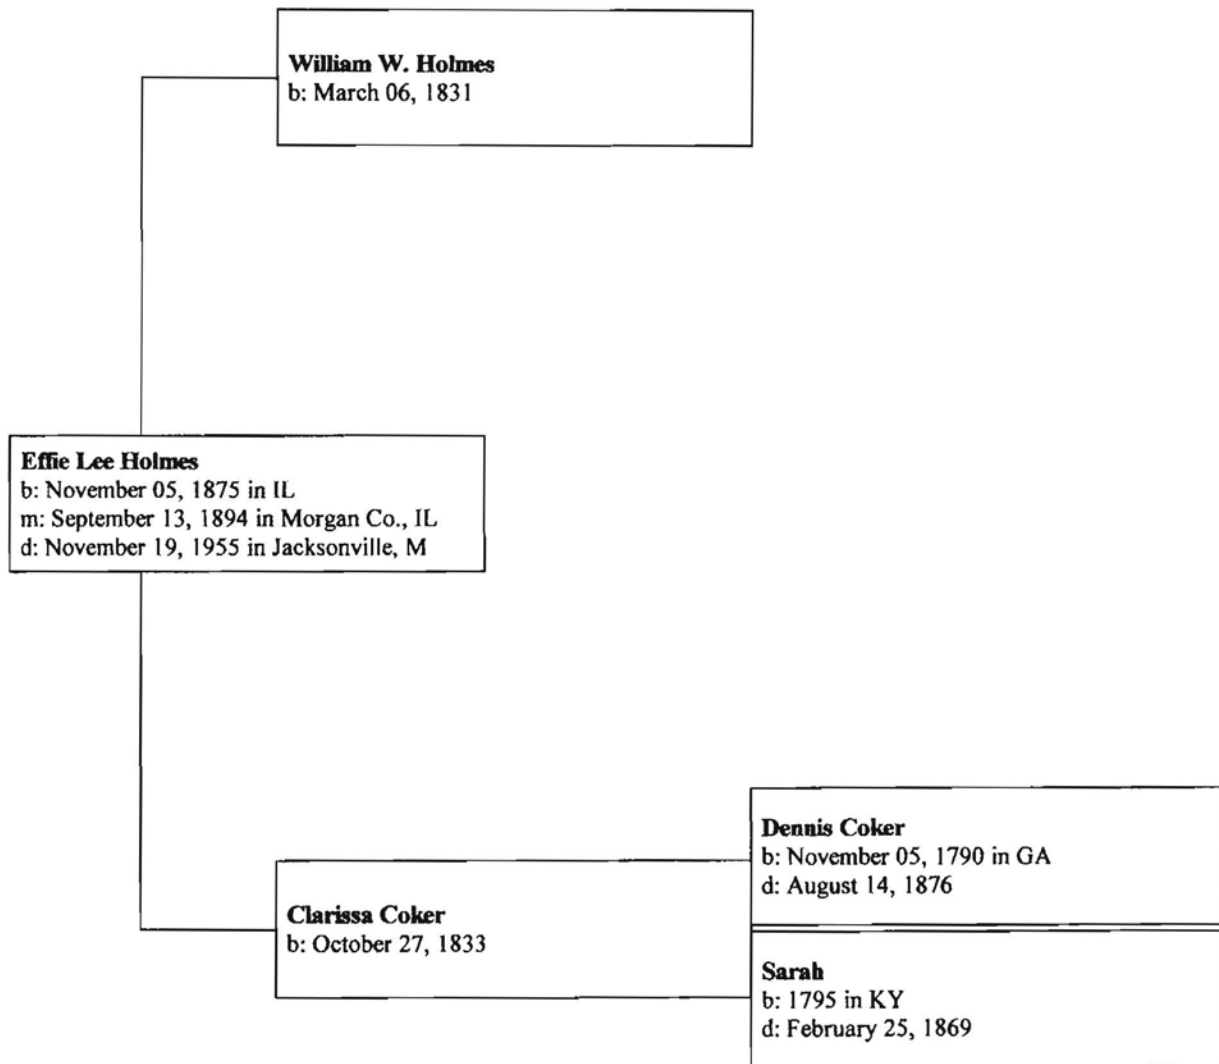 William W. Holmes
b: March 06, 1831
Effie Lee Holmes
b: November 05, 1875 in IL
m: September 13, 1894 in Morgan Co., IL
d: November 19, 1955 in Jacksonville, M
Dennis Coker
b: November 05, 1790 in GA
d: August 14, 1876
Clarissa Coker
b: October 27, 1833
Sarah
b: 1795 in KY
d: February 25, 1869